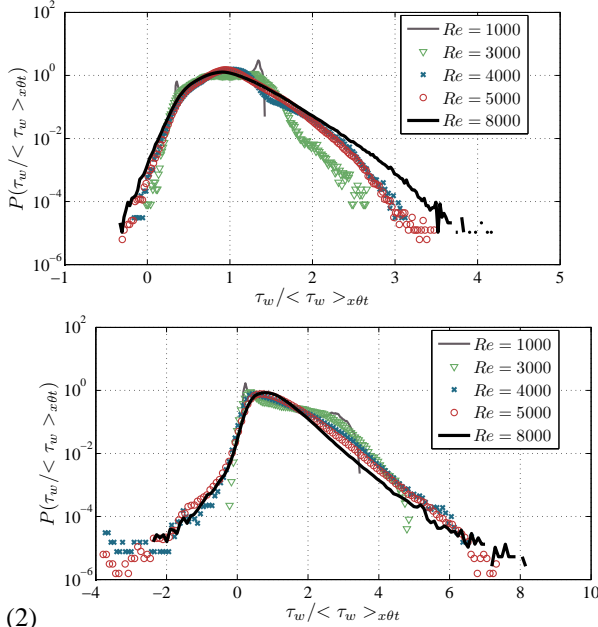 10^2
10^0
10^-2
10^-4
10^-6
P(τ_w/< τ_w >_xθt)
Re = 1000
Re = 3000
Re = 4000
Re = 5000
Re = 8000
−1 0 1 2 3 4 5
τ_w/< τ_w >_xθt
10^2
10^0
10^-2
10^-4
10^-6
P(τ_w/< τ_w >_xθt)
Re = 1000
Re = 3000
Re = 4000
Re = 5000
Re = 8000
−4 −2 0 2 4 6 8 10
τ_w/< τ_w >_xθt
(2)